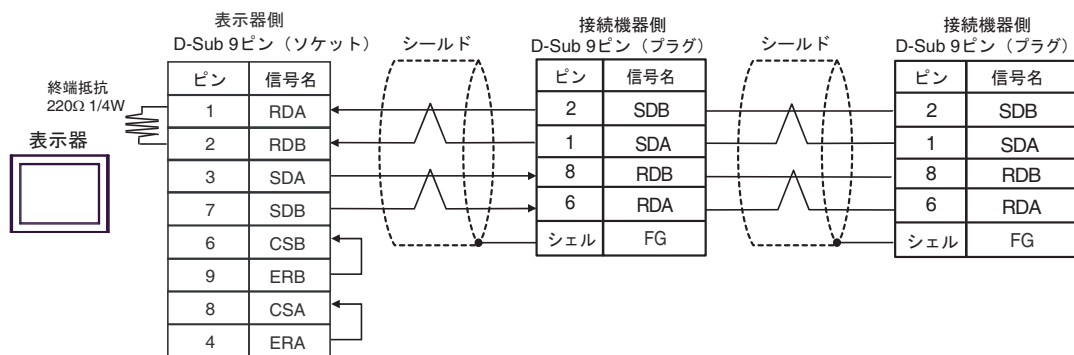 表示器側
D-Sub 9ピン（ソケット）
シールド
接続機器側
D-Sub 9ピン（プラグ）
シールド
接続機器側
D-Sub 9ピン（プラグ）
終端抵抗
220Ω 1/4W
表示器
ピン 信号名
1 RDA
2 RDB
3 SDA
7 SDB
6 CSB
9 ERB
8 CSA
4 ERA
ピン 信号名
2 SDB
1 SDA
8 RDB
6 RDA
シェル FG
ピン 信号名
2 SDB
1 SDA
8 RDB
6 RDA
シェル FG